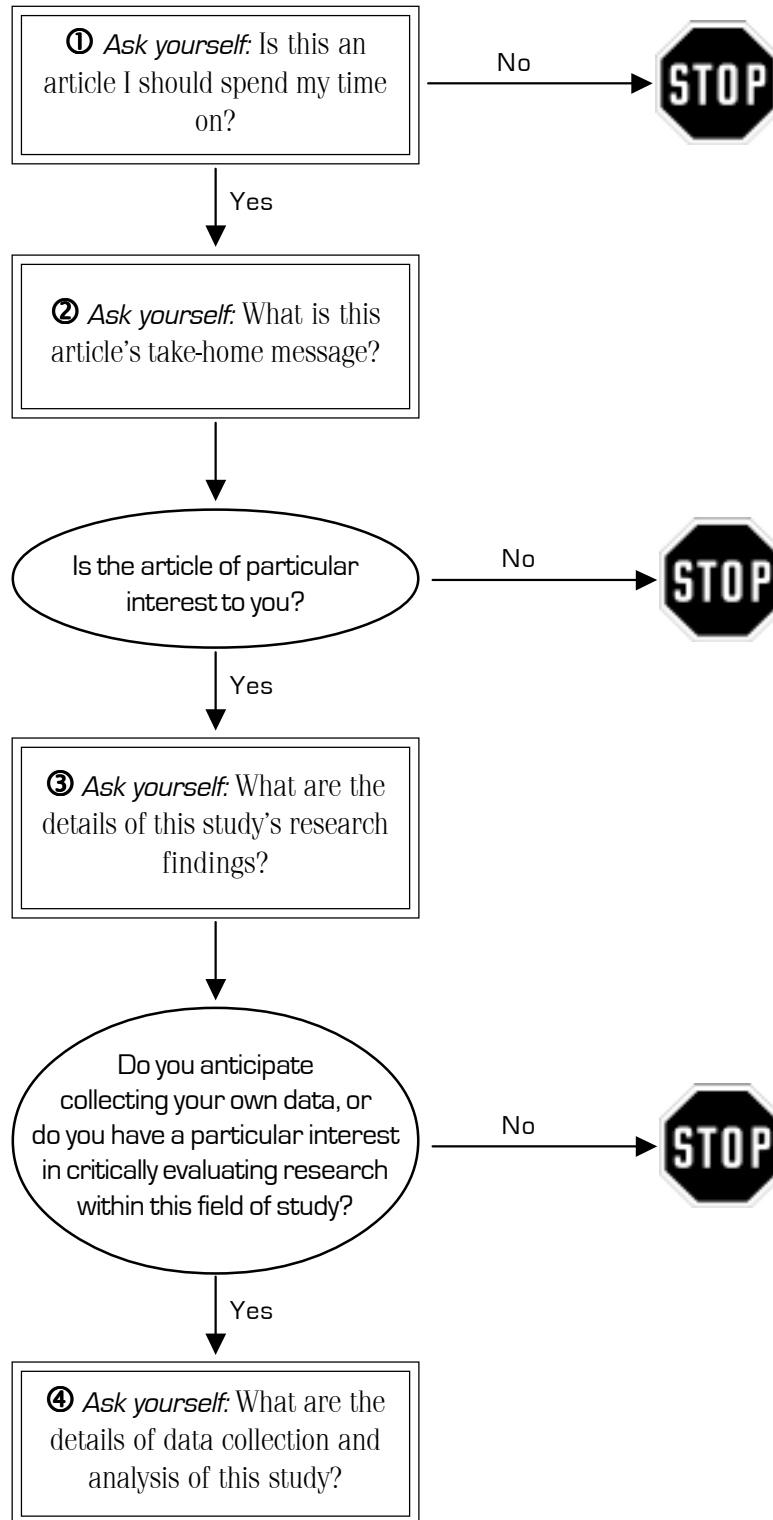 ① Ask yourself: Is this an
article I should spend my time
on?
No
STOP
Yes
② Ask yourself: What is this
article’s take-home message?
Is the article of particular
interest to you?
No
STOP
Yes
③ Ask yourself: What are the
details of this study’s research
findings?
Do you anticipate
collecting your own data, or
do you have a particular interest
in critically evaluating research
within this field of study?
No
STOP
Yes
④ Ask yourself: What are the
details of data collection and
analysis of this study?